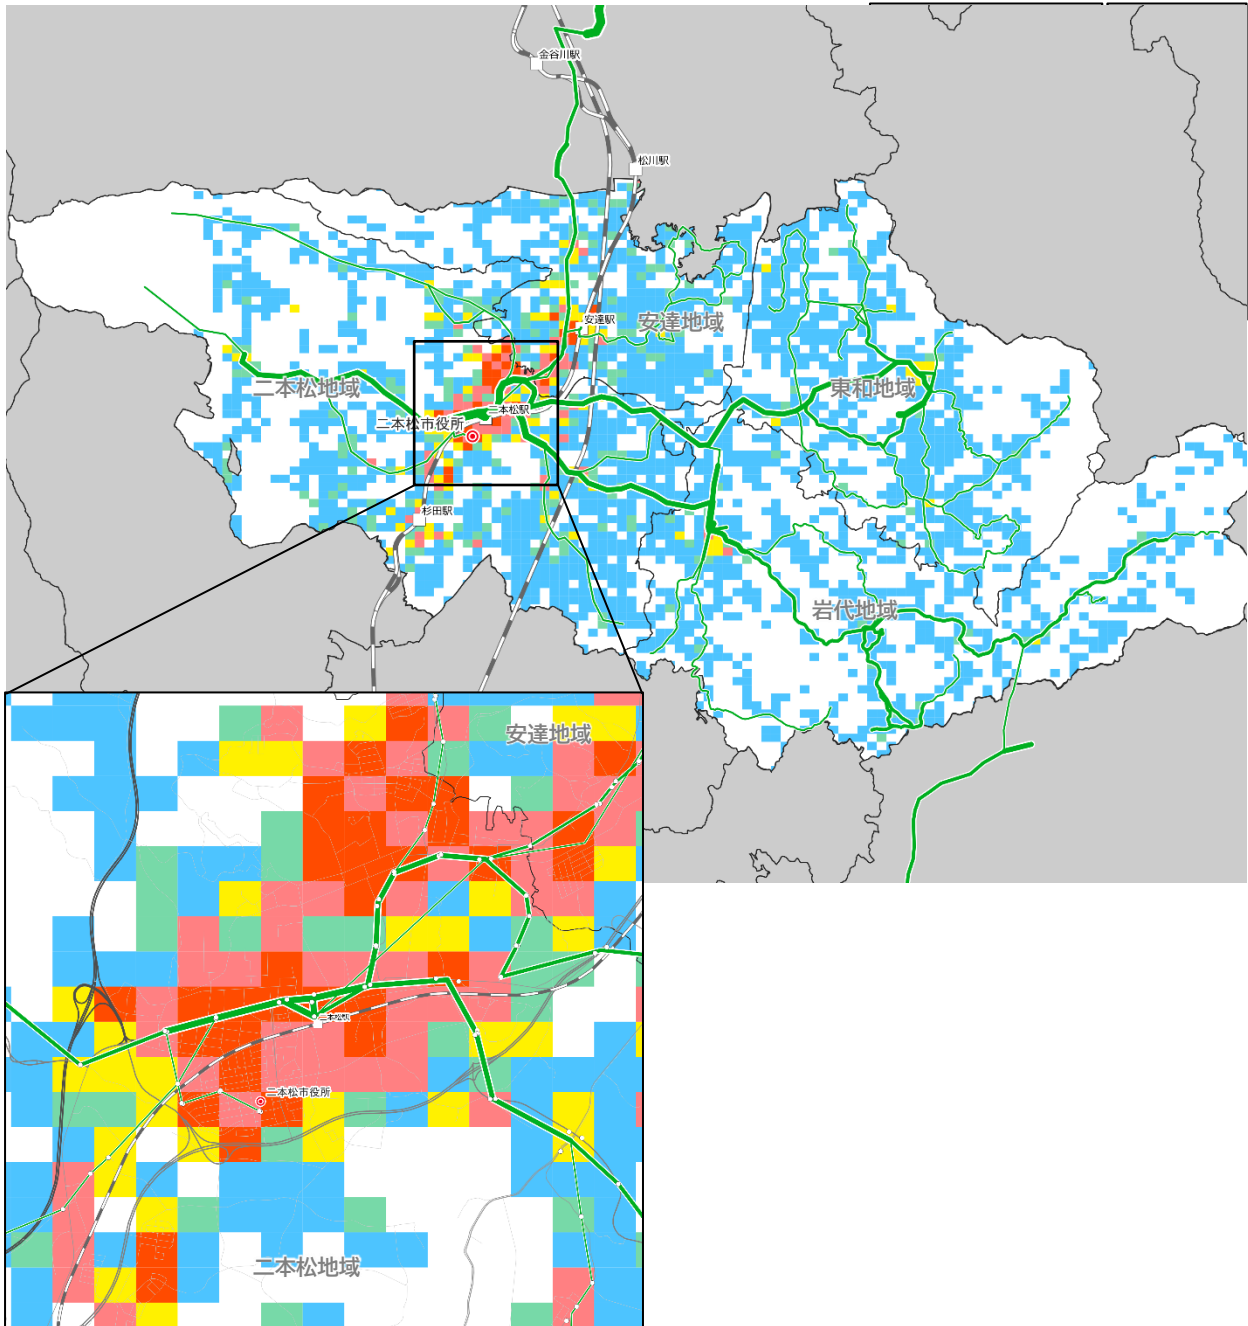 金谷川駅
松川駅
安達駅
安達地域
二本松地域
東和地域
二本松駅
二本松市役所
杉田駅
岩代地域
安達地域
二本松駅
二本松市役所
二本松地域